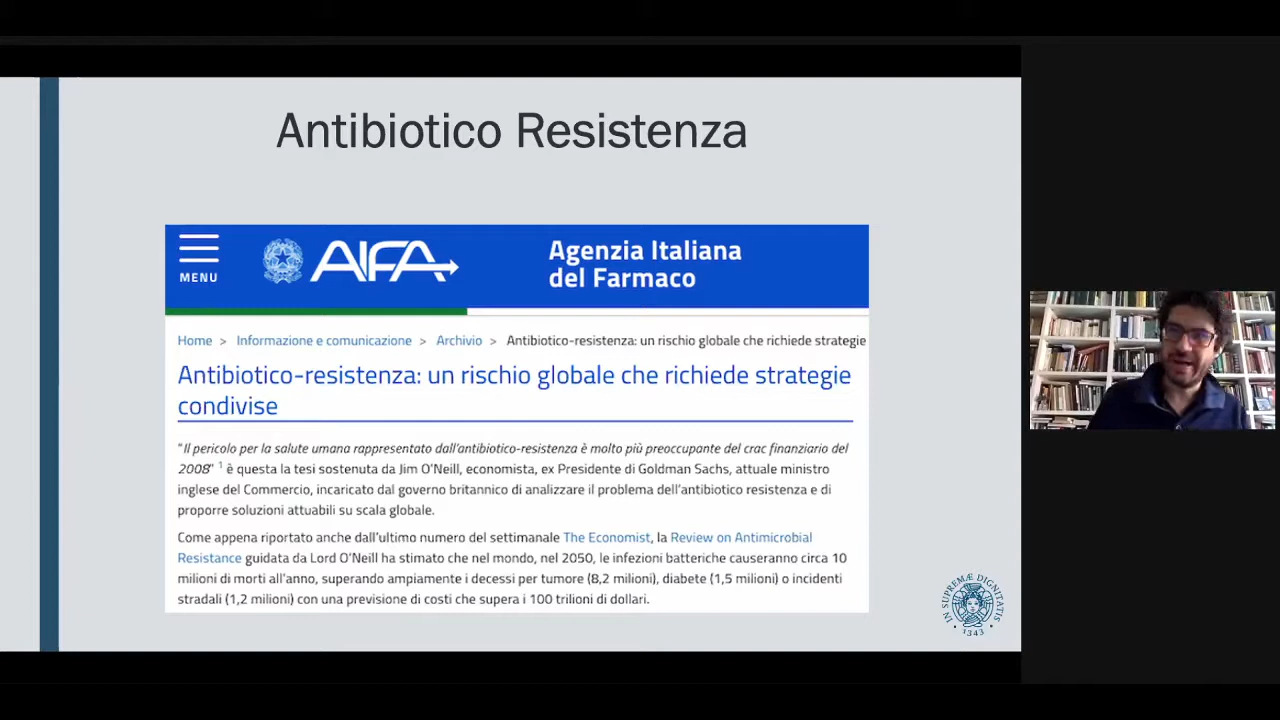 Antibiotico Resistenza
MENU
AIFA
Agenzia Italiana
del Farmaco
Home > Informazione e comunicazione > Archivio > Antibiotico-resistenza: un rischio globale che richiede strategie
Antibiotico-resistenza: un rischio globale che richiede strategie
condivise
"Il pericolo per la salute umana rappresentato dall'antibiotico-resistenza è molto più preoccupante del crac finanziario del
2008" 1 è questa la tesi sostenuta da Jim O'Neill, economista, ex Presidente di Goldman Sachs, attuale ministro
inglese del Commercio, incaricato dal governo britannico di analizzare il problema dell'antibiotico resistenza e di
proporre soluzioni attuabili su scala globale.
Come appena riportato anche dall'ultimo numero del settimanale The Economist, la Review on Antimicrobial
Resistance guidata da Lord O'Neill ha stimato che nel mondo, nel 2050, le infezioni batteriche causeranno circa 10
milioni di morti all'anno, superando ampiamente i decessi per tumore (8,2 milioni), diabete (1,5 milioni) o incidenti
stradali (1,2 milioni) con una previsione di costi che supera i 100 trilioni di dollari.
IN SUPREMÆ DIGNITATIS
· 1343 ·